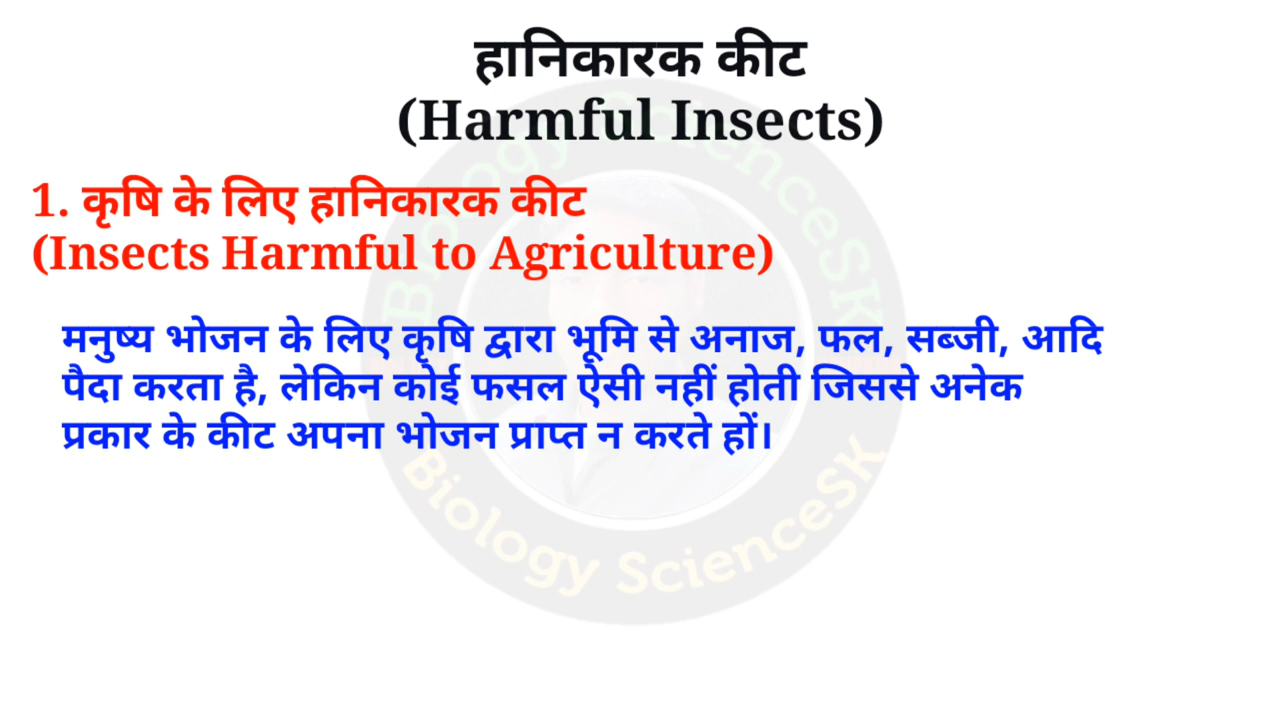 हानिकारक कीट
(Harmful Insects)
1. कृषि के लिए हानिकारक कीट
(Insects Harmful to Agriculture)
मनुष्य भोजन के लिए कृषि द्वारा भूमि से अनाज, फल, सब्जी, आदि
पैदा करता है, लेकिन कोई फसल ऐसी नहीं होती जिससे अनेक
प्रकार के कीट अपना भोजन प्राप्त न करते हों।
Biology ScienceSK
Biology ScienceSK